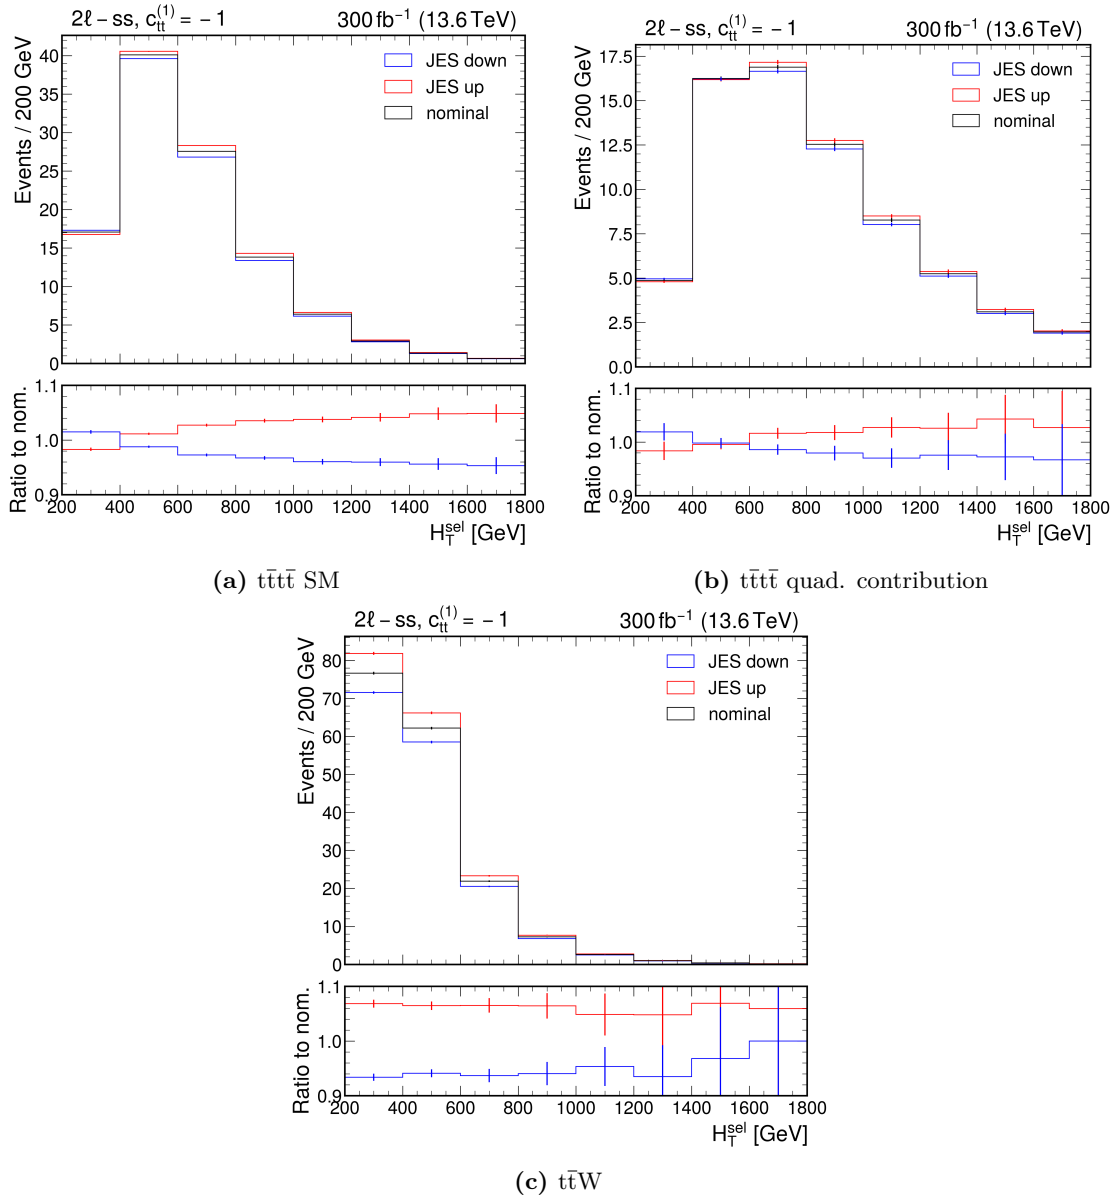 2ℓ – ss, c_tt^(1) = – 1 300 fb⁻¹ (13.6 TeV)
Events / 200 GeV
JES down
JES up
nominal
40
35
30
25
20
15
10
5
0
Ratio to nom.
1.1
1.0
0.9
200 400 600 800 1000 1200 1400 1600 1800
H_T^sel [GeV]
(a) tt̄tt̄ SM
2ℓ – ss, c_tt^(1) = – 1 300 fb⁻¹ (13.6 TeV)
Events / 200 GeV
JES down
JES up
nominal
17.5
15.0
12.5
10.0
7.5
5.0
2.5
0.0
Ratio to nom.
1.1
1.0
0.9
200 400 600 800 1000 1200 1400 1600 1800
H_T^sel [GeV]
(b) tt̄tt̄ quad. contribution
2ℓ – ss, c_tt^(1) = – 1 300 fb⁻¹ (13.6 TeV)
Events / 200 GeV
JES down
JES up
nominal
80
70
60
50
40
30
20
10
0
Ratio to nom.
1.1
1.0
0.9
200 400 600 800 1000 1200 1400 1600 1800
H_T^sel [GeV]
(c) tt̄W